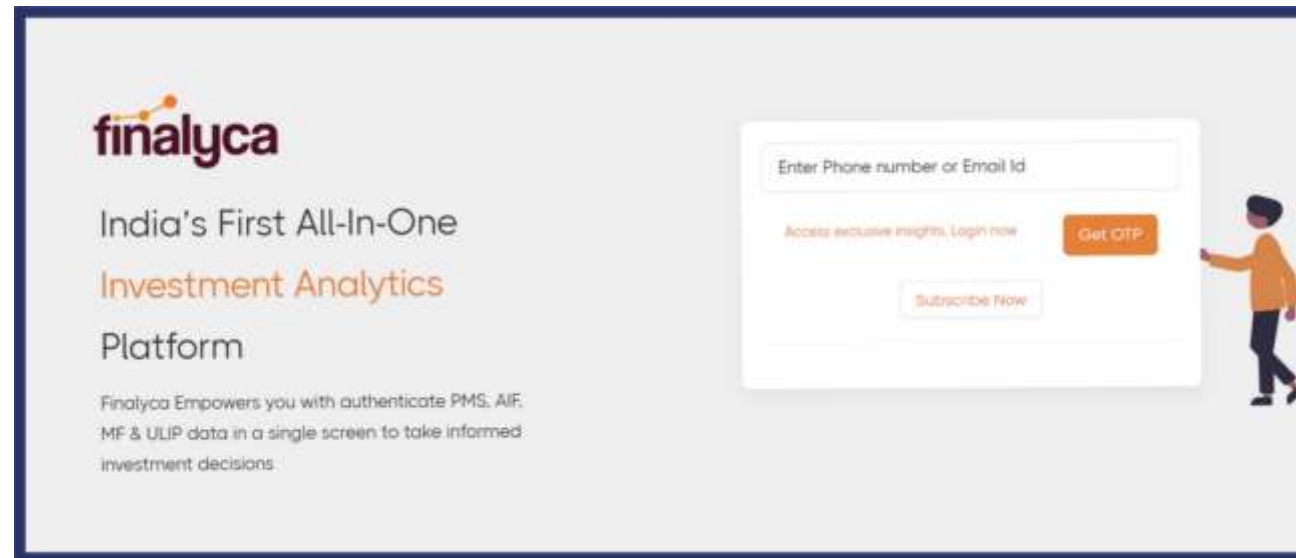 finalyca
India's First All-In-One
Investment Analytics
Platform
Finalyca Empowers you with authenticate PMS, AIF,
MF & ULIP data in a single screen to take informed
investment decisions
Enter Phone number or Email Id
Access exclusive insights, Login now
Get OTP
Subscribe Now